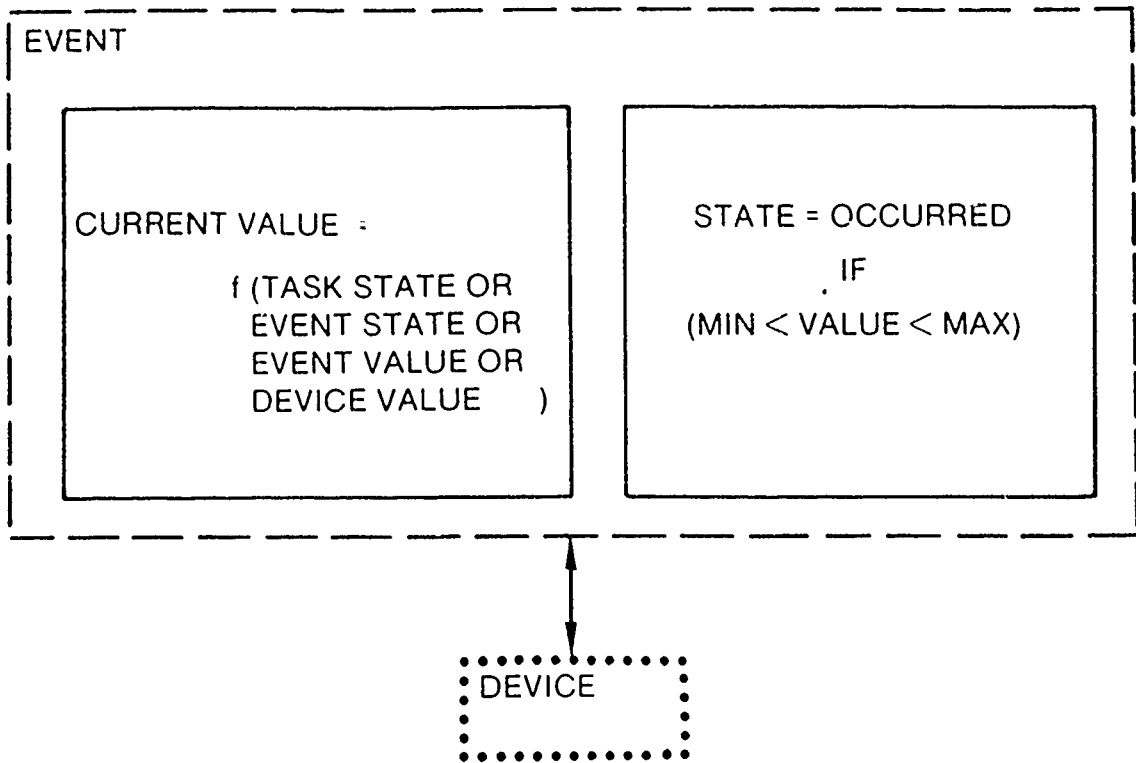 EVENT
CURRENT VALUE =
f (TASK STATE OR
EVENT STATE OR
EVENT VALUE OR
DEVICE VALUE )
STATE = OCCURRED
IF
(MIN < VALUE < MAX)
DEVICE